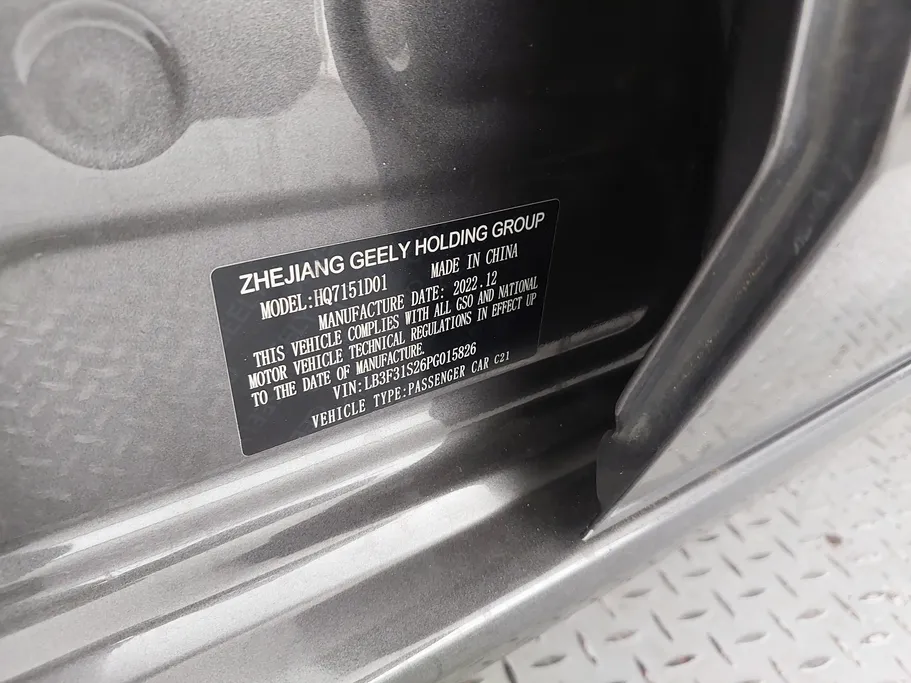 ZHEJIANG GEELY HOLDING GROUP
MODEL:HQ7151D01 MADE IN CHINA
MANUFACTURE DATE: 2022.12
THIS VEHICLE COMPLIES WITH ALL GSO AND NATIONAL
MOTOR VEHICLE TECHNICAL REGULATIONS IN EFFECT UP
TO THE DATE OF MANUFACTURE.
VIN:LB3F31S26PG015826
VEHICLE TYPE:PASSENGER CAR C21